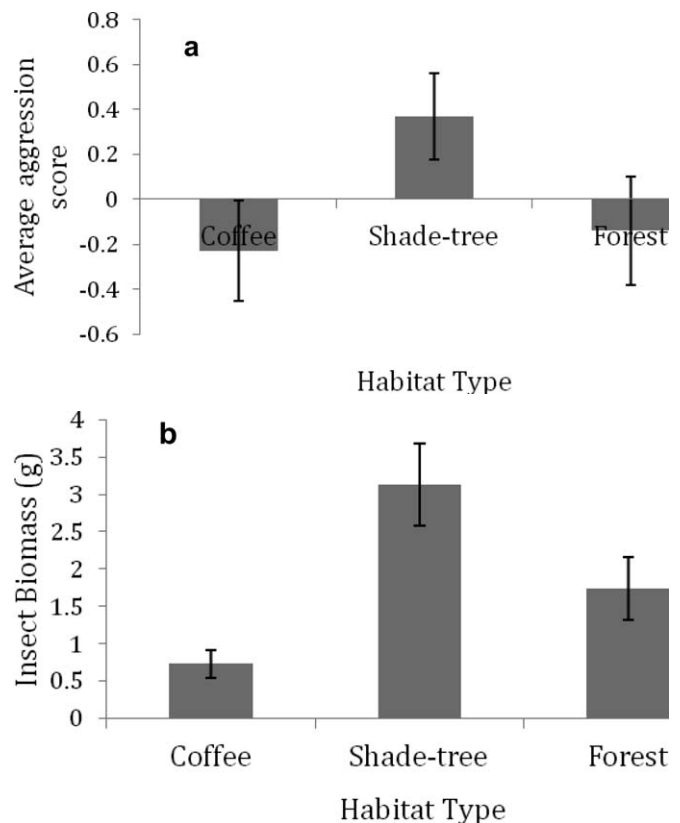 a
0.8
0.6
0.4
0.2
0
-0.2
-0.4
-0.6
Average aggression
score
Coffee Shade-tree Forest
Habitat Type
b
4
3.5
3
2.5
2
1.5
1
0.5
0
Insect Biomass (g)
Coffee Shade-tree Forest
Habitat Type